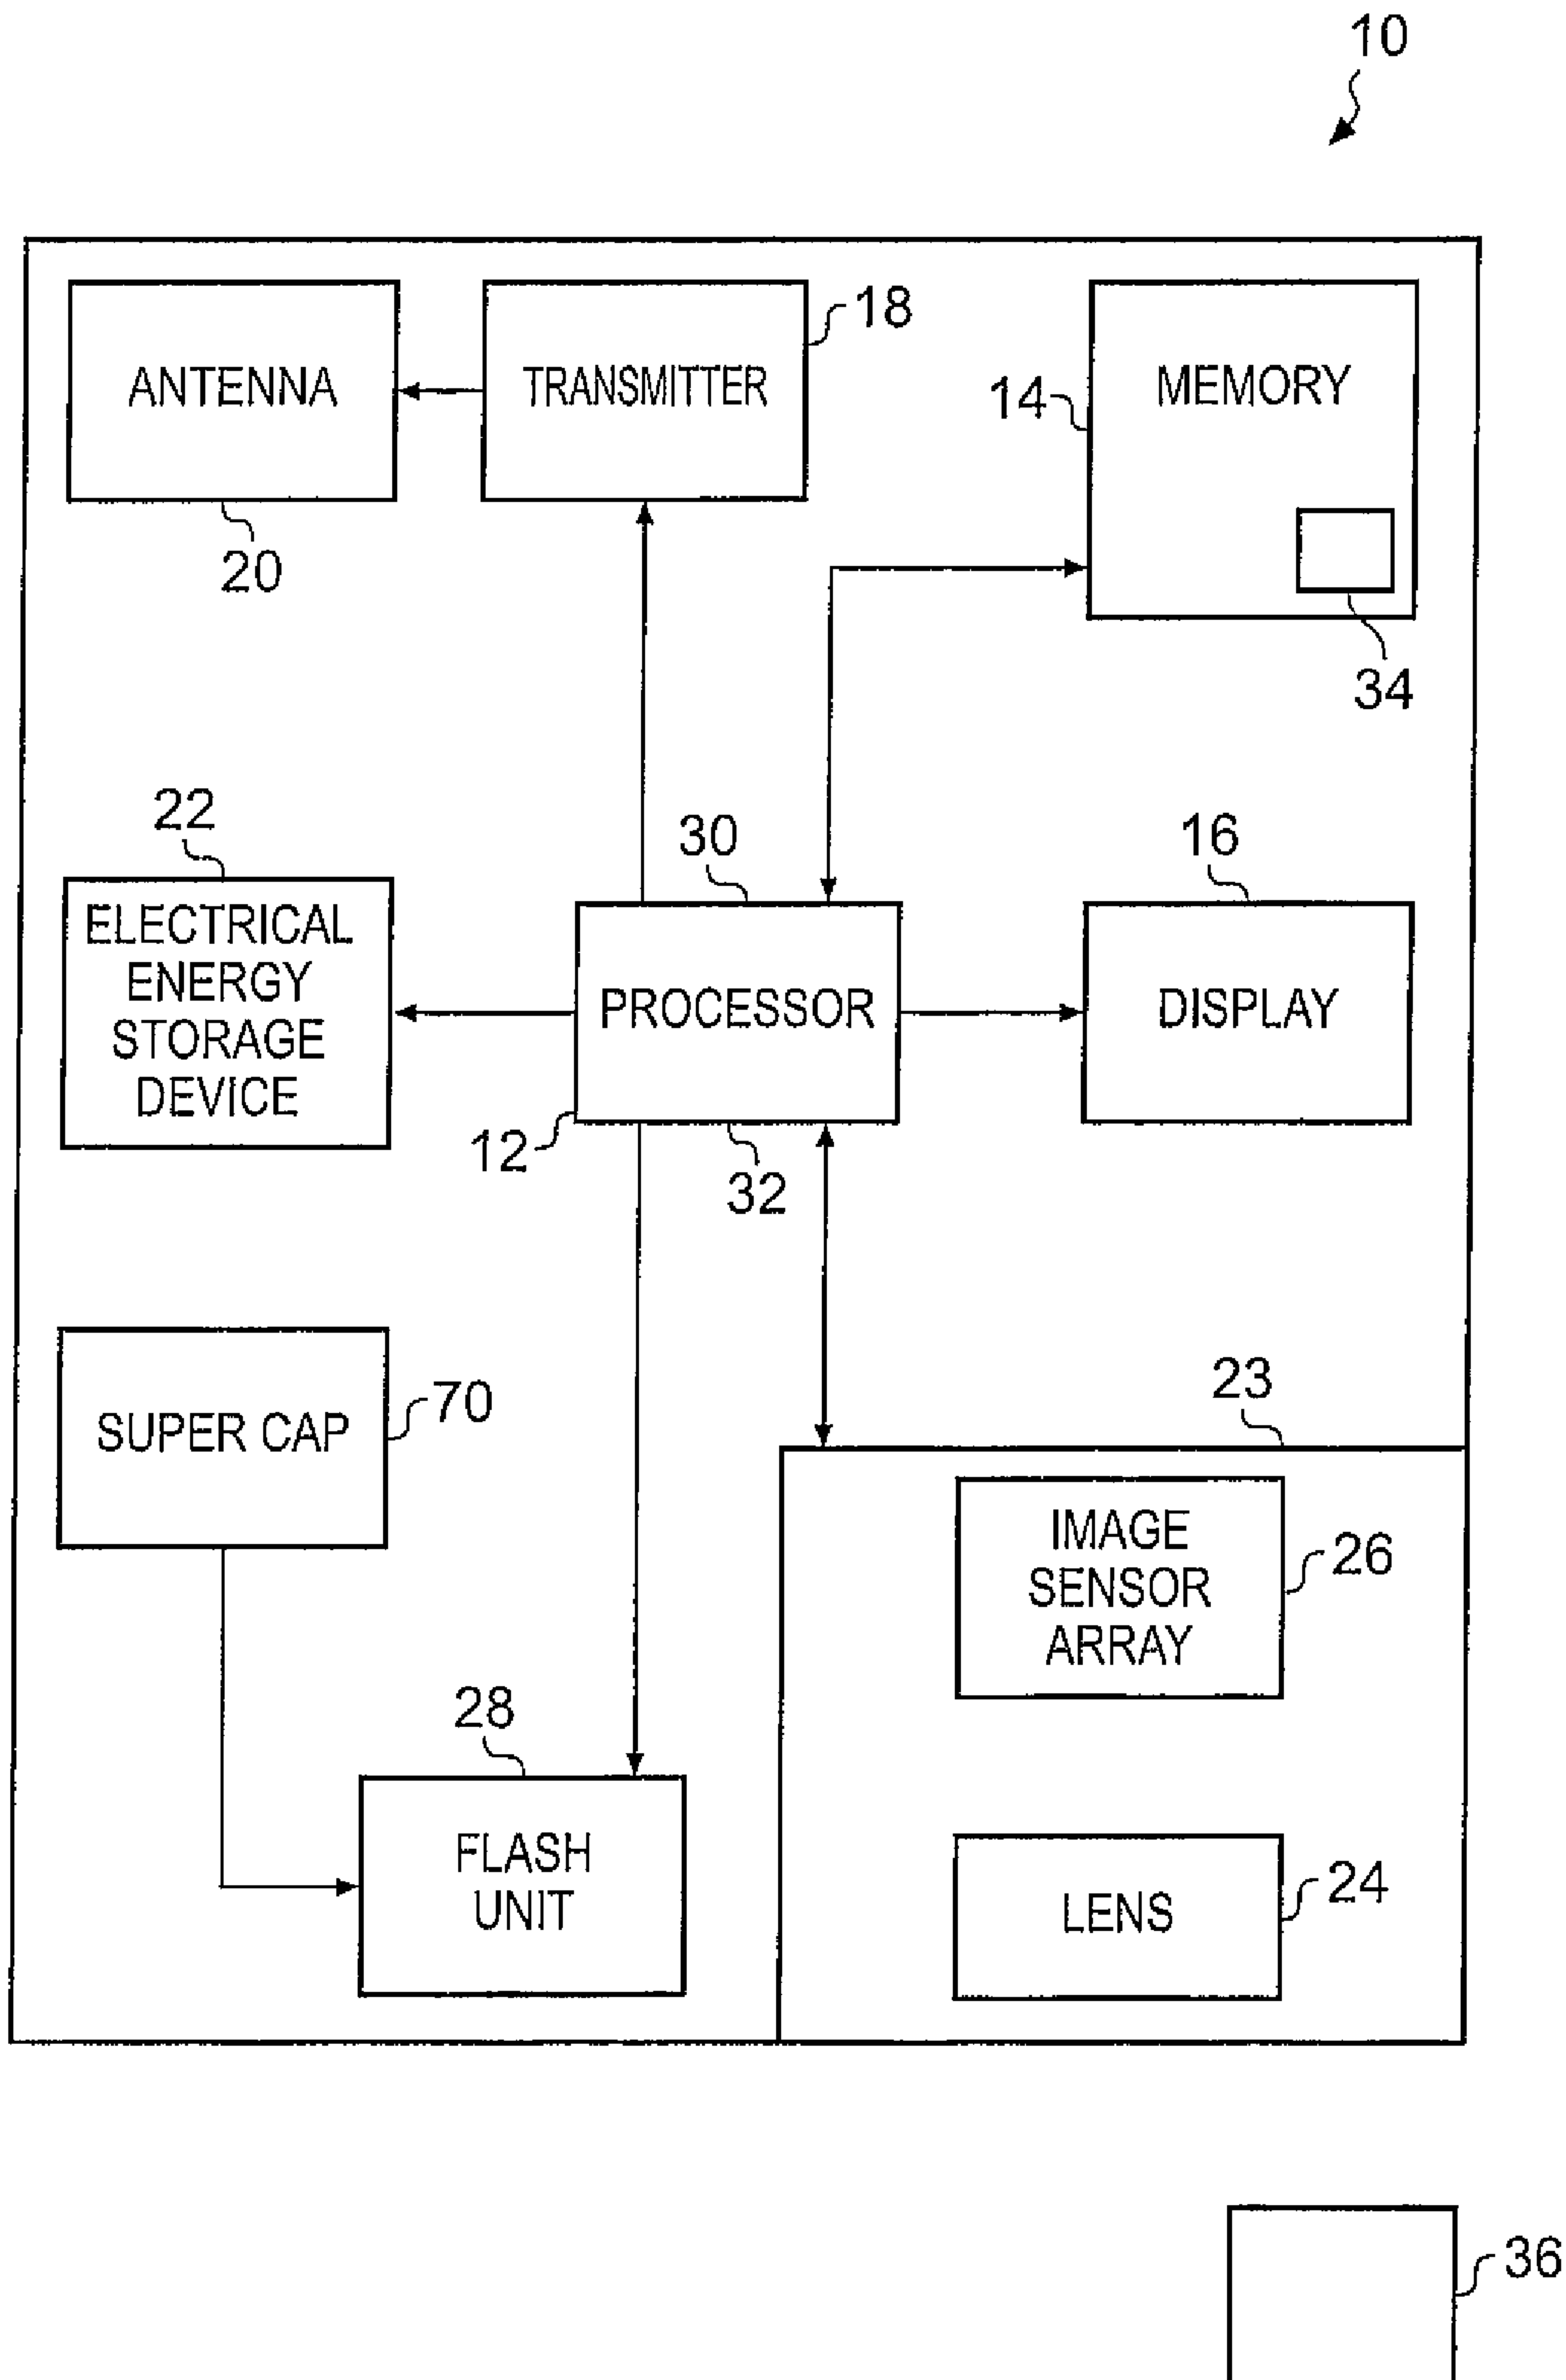 10
ANTENNA
20
TRANSMITTER
18
MEMORY
14
34
22
ELECTRICAL
ENERGY
STORAGE
DEVICE
30
PROCESSOR
12
32
16
DISPLAY
SUPER CAP
70
23
IMAGE
SENSOR
ARRAY
26
28
FLASH
UNIT
LENS
24
36